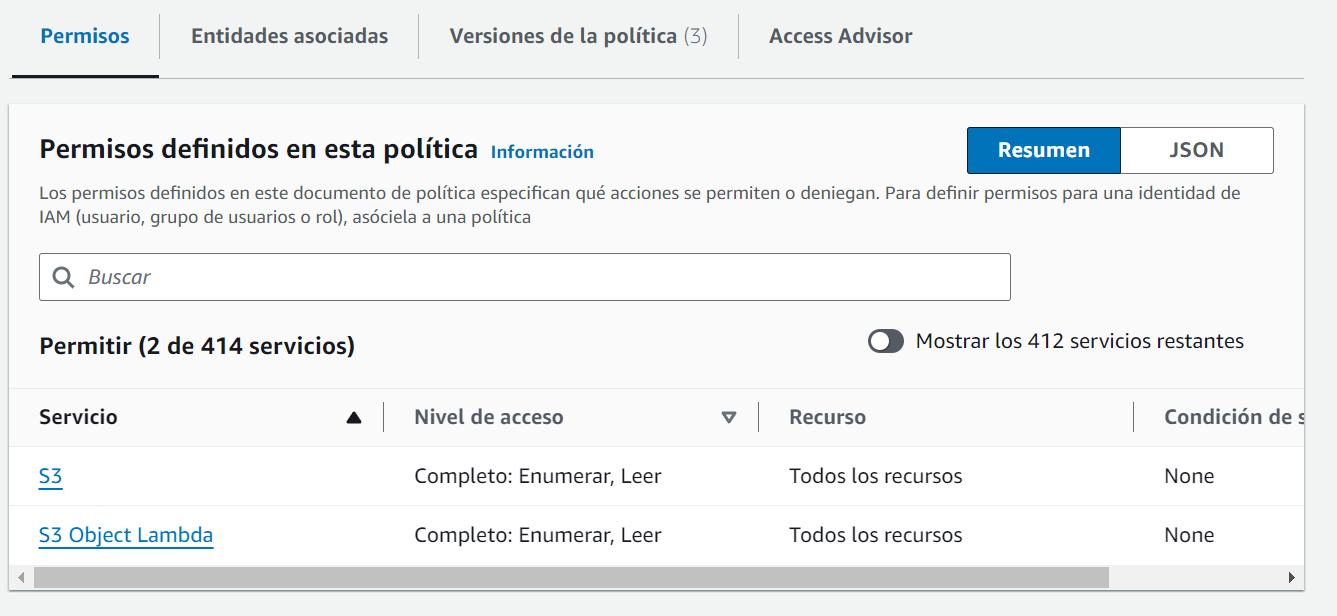 Permisos
Entidades asociadas
Versiones de la política (3)
Access Advisor
Permisos definidos en esta política Información
Resumen
JSON
Los permisos definidos en este documento de política especifican qué acciones se permiten o deniegan. Para definir permisos para una identidad de
IAM (usuario, grupo de usuarios o rol), asóciela a una política
Buscar
Permitir (2 de 414 servicios)
Mostrar los 412 servicios restantes
Servicio Nivel de acceso Recurso Condición de s
S3 Completo: Enumerar, Leer Todos los recursos None
S3 Object Lambda Completo: Enumerar, Leer Todos los recursos None